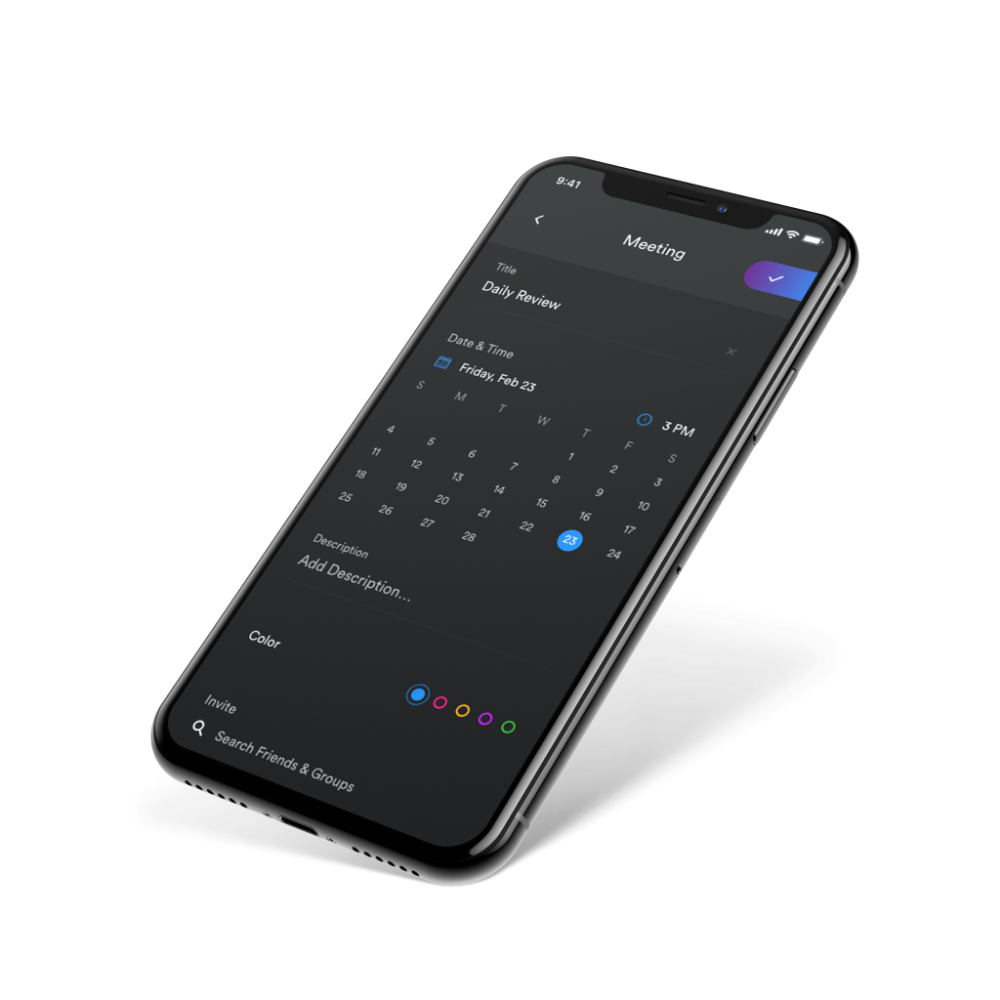 9:41
Meeting
Title
Daily Review
Date & Time
Friday, Feb 23
3 PM
S M T W T F S
1 2 3
4 5 6 7 8 9 10
11 12 13 14 15 16 17
18 19 20 21 22 23 24
25 26 27 28
Description
Add Description...
Color
Invite
Search Friends & Groups